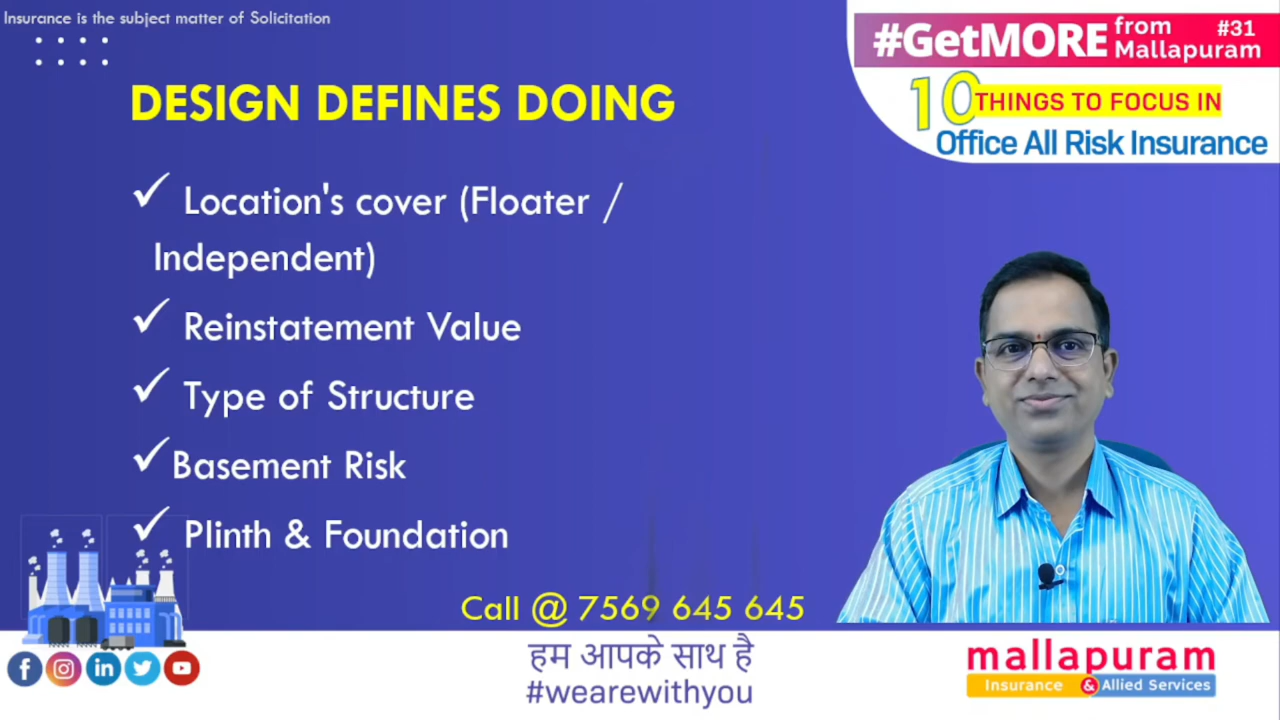 Insurance is the subject matter of Solicitation
#GetMORE from Mallapuram #31
10 THINGS TO FOCUS IN
Office All Risk Insurance
DESIGN DEFINES DOING
Location's cover (Floater /
Independent)
Reinstatement Value
Type of Structure
Basement Risk
Plinth & Foundation
Call @ 7569 645 645
हम आपके साथ है
#wearewithyou
mallapuram
Insurance & Allied Services